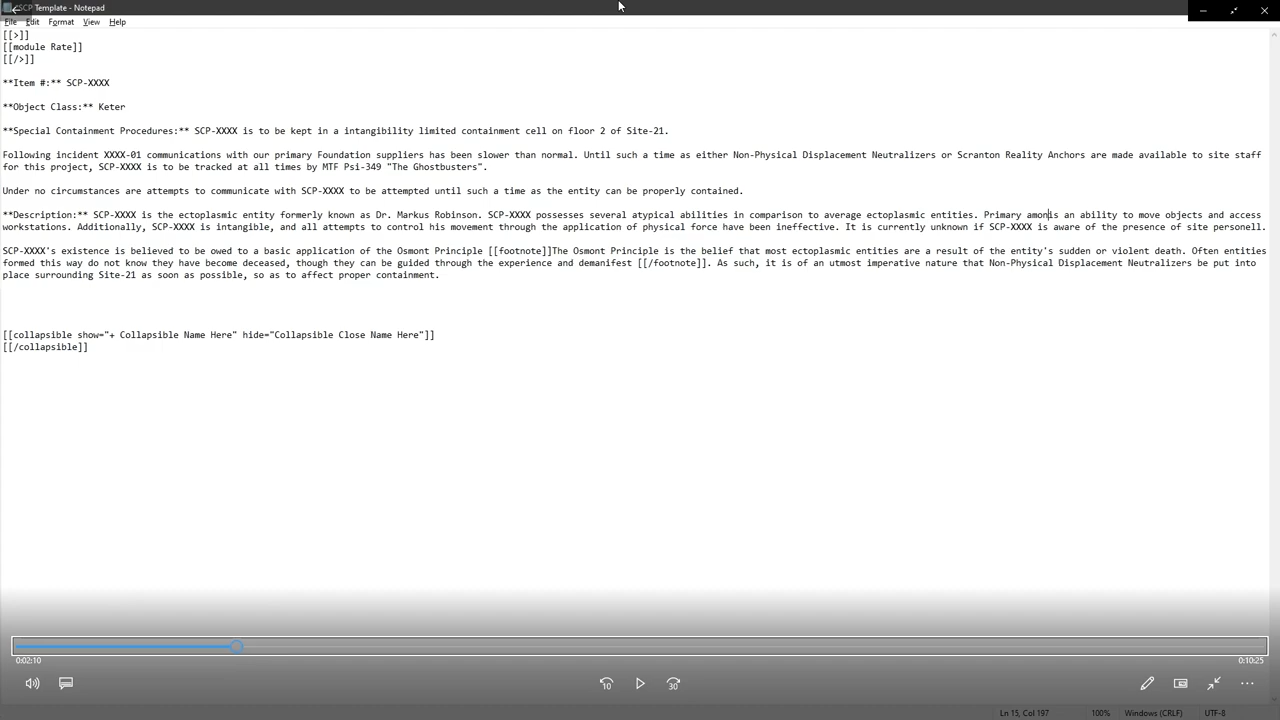 SCP Template - Notepad
File Edit Format View Help
[[>]]
[[module Rate]]
[[/>]]
**Item #:** SCP-XXXX
**Object Class:** Keter
**Special Containment Procedures:** SCP-XXXX is to be kept in a intangibility limited containment cell on floor 2 of Site-21.
Following incident XXXX-01 communications with our primary Foundation suppliers has been slower than normal. Until such a time as either Non-Physical Displacement Neutralizers or Scranton Reality Anchors are made available to site staff
for this project, SCP-XXXX is to be tracked at all times by MTF Psi-349 "The Ghostbusters".
Under no circumstances are attempts to communicate with SCP-XXXX to be attempted until such a time as the entity can be properly contained.
**Description:** SCP-XXXX is the ectoplasmic entity formerly known as Dr. Markus Robinson. SCP-XXXX possesses several atypical abilities in comparison to average ectoplasmic entities. Primary amonis an ability to move objects and access
workstations. Additionally, SCP-XXXX is intangible, and all attempts to control his movement through the application of physical force have been ineffective. It is currently unknown if SCP-XXXX is aware of the presence of site personell.
SCP-XXXX's existence is believed to be owed to a basic application of the Osmont Principle [[footnote]]The Osmont Principle is the belief that most ectoplasmic entities are a result of the entity's sudden or violent death. Often entities
formed this way do not know they have become deceased, though they can be guided through the experience and demanifest [[/footnote]]. As such, it is of an utmost imperative nature that Non-Physical Displacement Neutralizers be put into
place surrounding Site-21 as soon as possible, so as to affect proper containment.
[[collapsible show="+ Collapsible Name Here" hide="Collapsible Close Name Here"]]
[[/collapsible]]
0:02:10
0:10:25
10
30
Ln 15, Col 197
100%
Windows (CRLF)
UTF-8